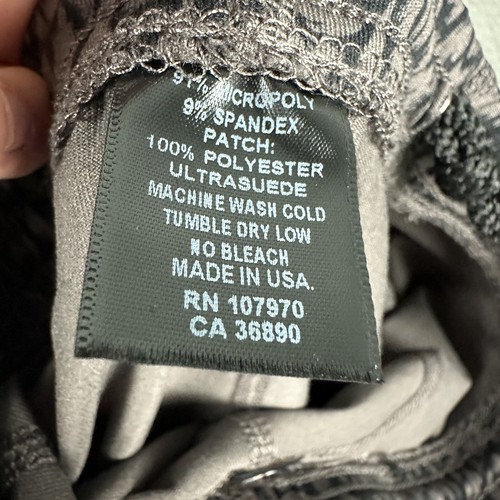 91% MICROPOLY
9% SPANDEX
PATCH:
100% POLYESTER
ULTRASUEDE
MACHINE WASH COLD
TUMBLE DRY LOW
NO BLEACH
MADE IN USA.
RN 107970
CA 36890